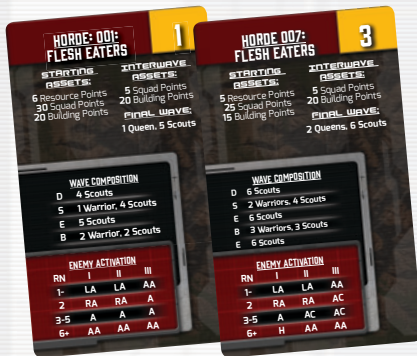 HORDE: 001:
FLESH EATERS
1
STARTING
ASSETS:
6 Resource Points
30 Squad Points
20 Building Points
INTERWAVE
ASSETS:
5 Squad Points
20 Building Points
FINAL WAVE:
1 Queen, 5 Scouts
WAVE COMPOSITION
D 4 Scouts
S 1 Warrior, 4 Scouts
E 5 Scouts
B 2 Warrior, 2 Scouts
ENEMY ACTIVATION
RN I II III
1- LA LA AA
2 RA RA A
3-5 A A A
6+ AA AA AA
HORDE 007:
FLESH EATERS
3
STARTING
ASSETS:
5 Resource Points
25 Squad Points
15 Building Points
INTERWAVE
ASSETS:
5 Squad Points
20 Building Points
FINAL WAVE:
2 Queens, 6 Scouts
WAVE COMPOSITION
D 6 Scouts
S 2 Warriors, 4 Scouts
E 6 Scouts
B 3 Warriors, 3 Scouts
E 6 Scouts
ENEMY ACTIVATION
RN I II III
1- LA LA AA
2 RA RA AC
3-5 A AC AC
6+ H AA AA